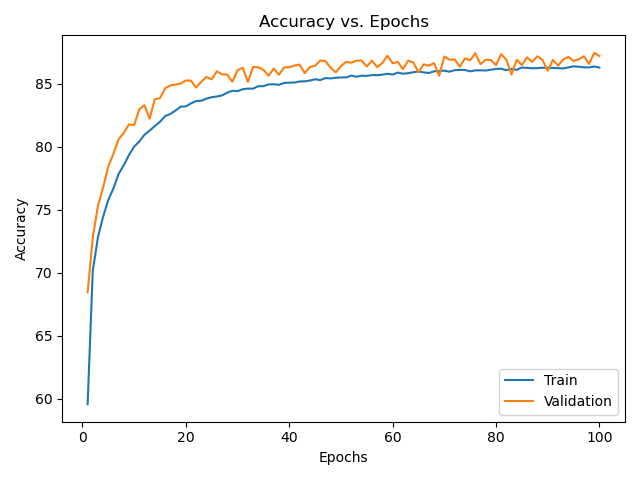 Accuracy vs. Epochs
Accuracy
85
80
75
70
65
60
0 20 40 60 80 100
Epochs
Train
Validation